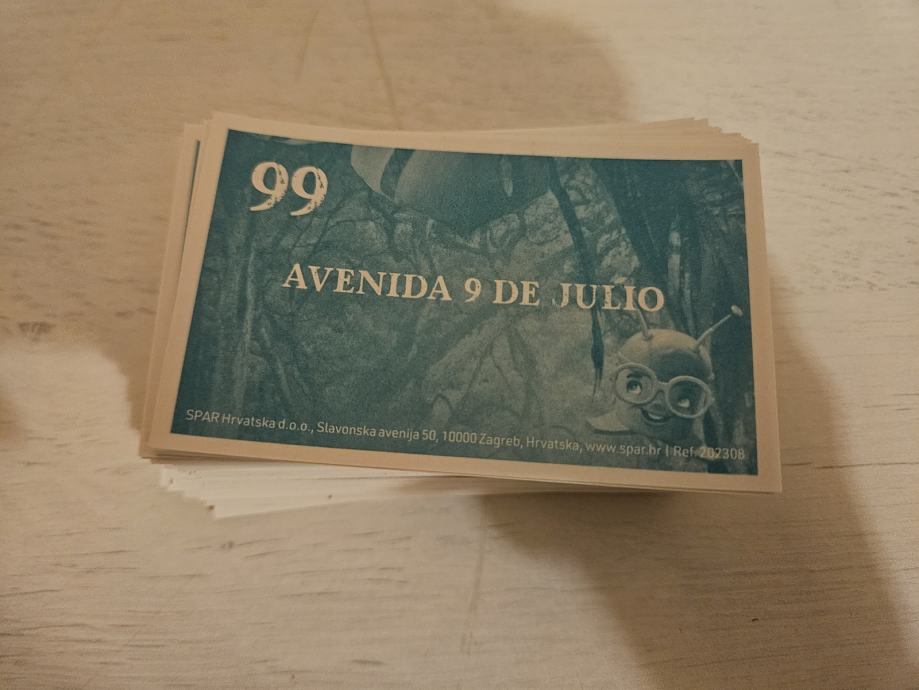 99
AVENIDA 9 DE JULIO
SPAR Hrvatska d.o.o., Slavonska avenija 50, 10000 Zagreb, Hrvatska, www.spar.hr | Ref. 202308